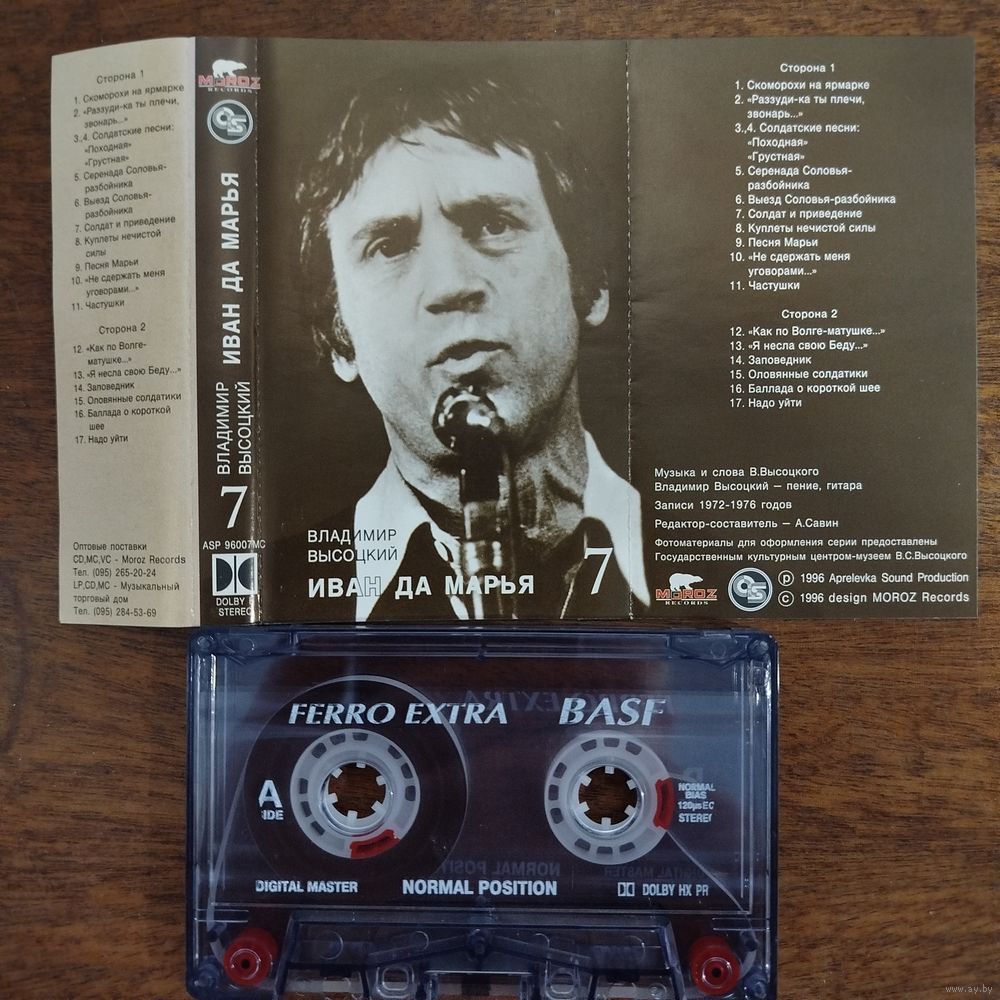 Сторона 1
1. Скоморохи на ярмарке
2. «Раззуди-ка ты плечи,
звонарь...»
3.,4. Солдатские песни:
«Походная»
«Грустная»
5. Серенада Соловья-
разбойника
6. Выезд Соловья-
разбойника
7. Солдат и приведение
8. Куплеты нечистой
силы
9. Песня Марьи
10. «Не сдержать меня
уговорами...»
11. Частушки
Сторона 2
12. «Как по Волге-
матушке...»
13. «Я несла свою Беду...»
14. Заповедник
15. Оловянные солдатики
16. Баллада о короткой
шее
17. Надо уйти
Оптовые поставки
CD,MC,VC - Moroz Records
Тел. (095) 265-20-24
LP,CD,MC - Музыкальный
торговый дом
Тел. (095) 284-53-69
MOROZ
RECORDS
ИВАН ДА МАРЬЯ
ВЛАДИМИР
ВЫСОЦКИЙ
7
ASP 96007MC
DOLBY B
STEREO
ВЛАДИМИР
ВЫСОЦКИЙ
ИВАН ДА МАРЬЯ
7
Сторона 1
1. Скоморохи на ярмарке
2. «Раззуди-ка ты плечи,
звонарь...»
3.,4. Солдатские песни:
«Походная»
«Грустная»
5. Серенада Соловья-
разбойника
6. Выезд Соловья-разбойника
7. Солдат и приведение
8. Куплеты нечистой силы
9. Песня Марьи
10. «Не сдержать меня
уговорами...»
11. Частушки
Сторона 2
12. «Как по Волге-матушке...»
13. «Я несла свою Беду...»
14. Заповедник
15. Оловянные солдатики
16. Баллада о короткой шее
17. Надо уйти
Музыка и слова В.Высоцкого
Владимир Высоцкий – пение, гитара
Записи 1972-1976 годов
Редактор-составитель – А.Савин
Фотоматериалы для оформления серии предоставлены
Государственным культурным центром-музеем В.С.Высоцкого
MOROZ
RECORDS
℗ 1996 Aprelevka Sound Production
© 1996 design MOROZ Records
FERRO EXTRA BASF
A
IDE
NORMAL
BIAS
120µs EC
STEREO
DIGITAL MASTER
NORMAL POSITION
DOLBY HX PR
www.ay.by